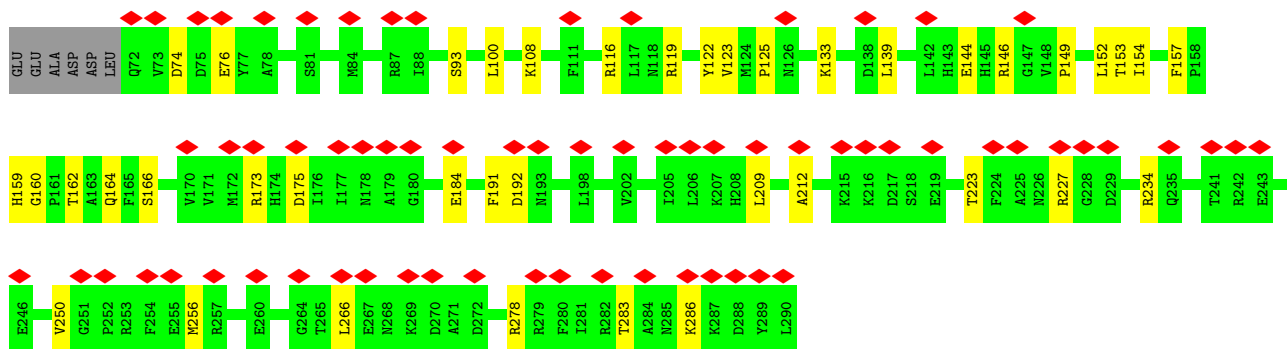 GLU GLU ALA ASP ASP LEU Q72 V73 D74 D75 E76 Y77 A78 S81 M84 R87 I88 S93 L100 K108 F111 R116 L117 N118 R119 Y122 V123 M124 P125 N126 K133 D138 L139 L142 H143 E144 H145 R146 G147 V148 P149 L152 T153 I154 F157 P158
H159 G160 P161 T162 A163 Q164 F165 S166 V170 V171 M172 R173 H174 D175 I176 I177 N178 A179 G180 E184 F191 D192 N193 L198 V202 I205 L206 K207 H208 L209 A212 K215 K216 D217 S218 E219 T223 F224 A225 N226 R227 G228 D229 R234 Q235 T241 R242 E243
E246 V250 G251 P252 R253 F254 E255 M256 R257 E260 G264 T265 L266 E267 N268 K269 D270 A271 D272 R278 R279 F280 I281 R282 T283 A284 N285 K286 K287 D288 Y289 L290